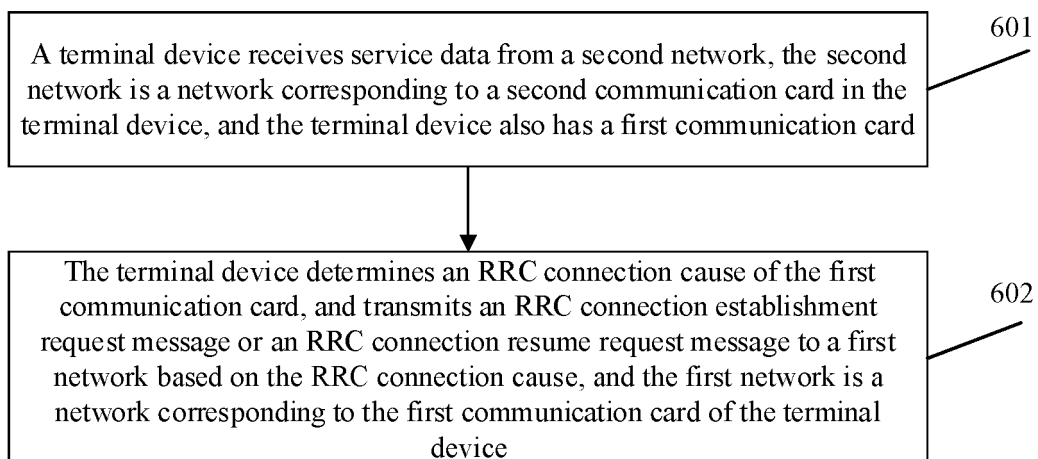 601
A terminal device receives service data from a second network, the second
network is a network corresponding to a second communication card in the
terminal device, and the terminal device also has a first communication card
602
The terminal device determines an RRC connection cause of the first
communication card, and transmits an RRC connection establishment
request message or an RRC connection resume request message to a first
network based on the RRC connection cause, and the first network is a
network corresponding to the first communication card of the terminal
device